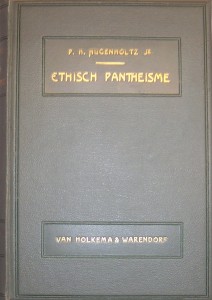 P. H. HUGENHOLTZ JR
ETHISCH PANTHEISME
VAN HOLKEMA & WARENDORF